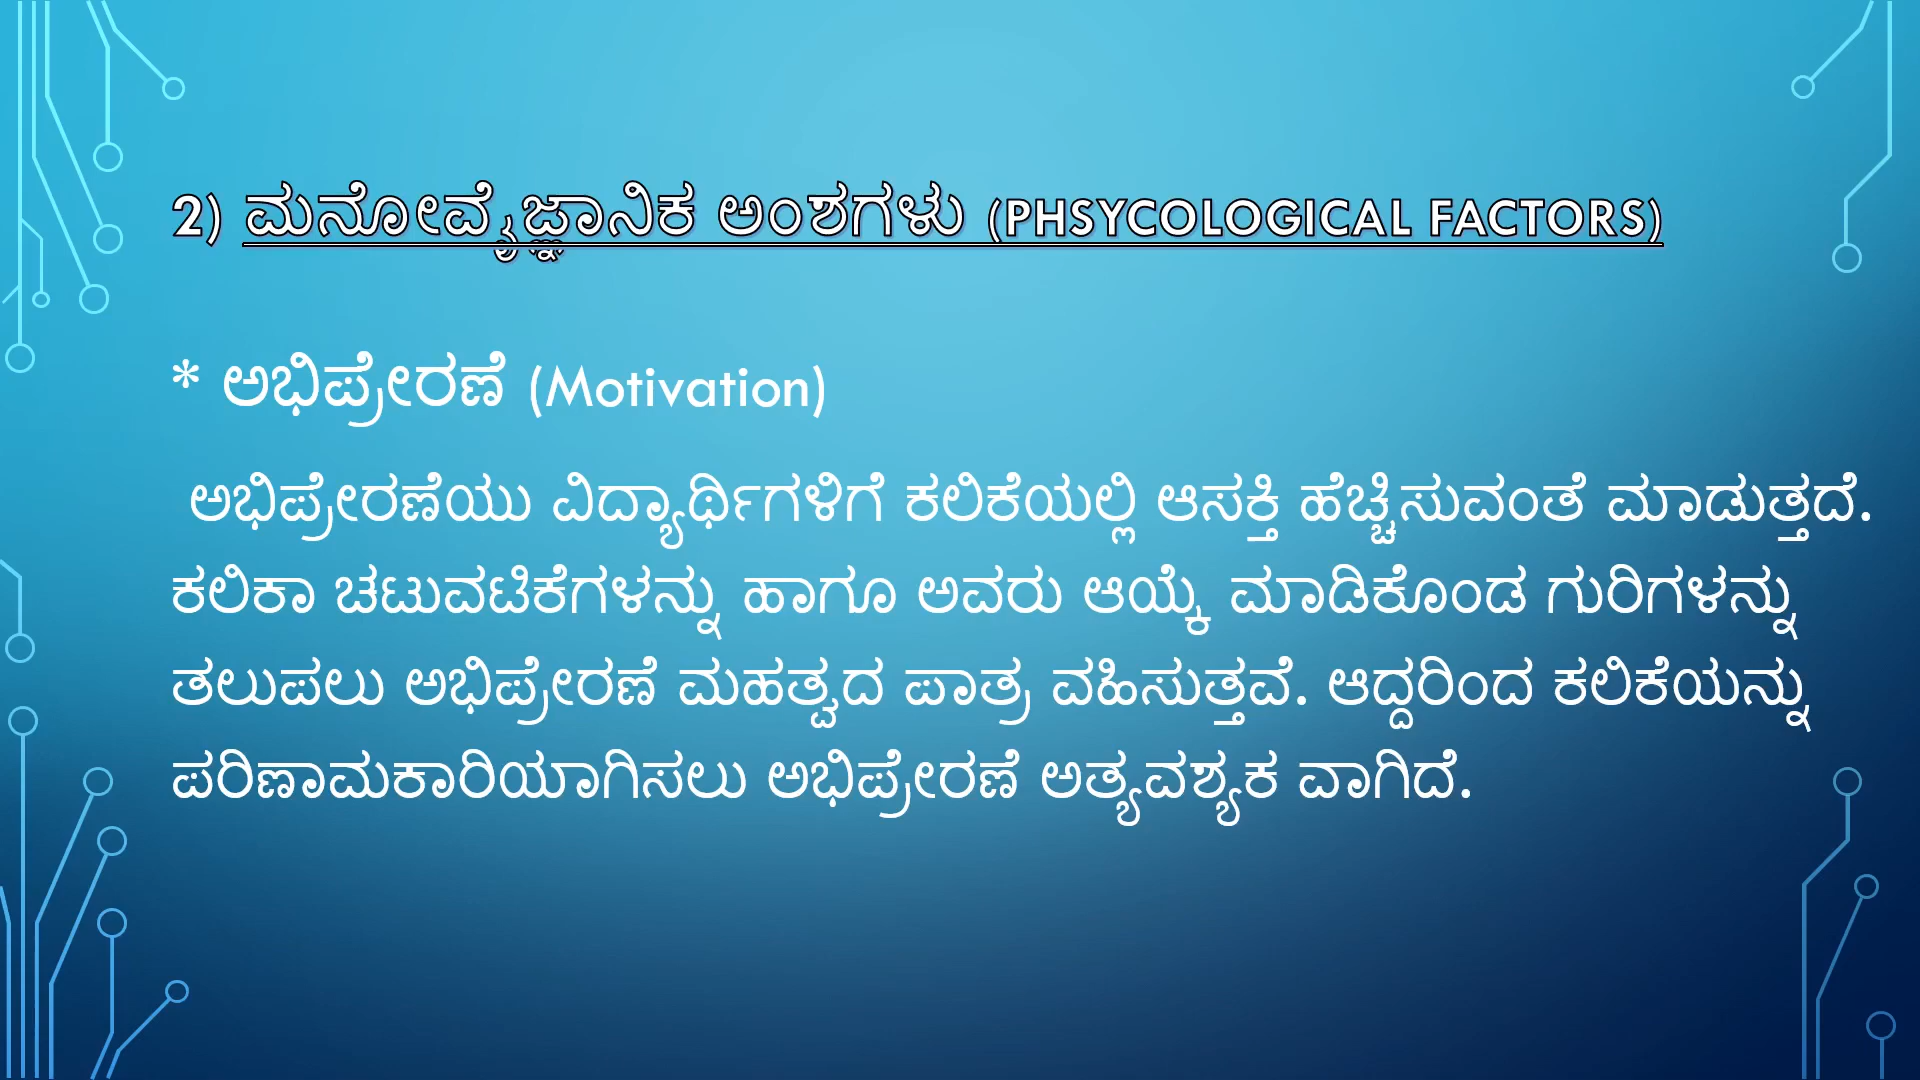 2) ಮನೋವೈಜ್ಞಾನಿಕ ಅಂಶಗಳು (PHSYCOLOGICAL FACTORS)
* ಅಭಿಪ್ರೇರಣೆ (Motivation)
ಅಭಿಪ್ರೇರಣೆಯು ವಿದ್ಯಾರ್ಥಿಗಳಿಗೆ ಕಲಿಕೆಯಲ್ಲಿ ಆಸಕ್ತಿ ಹೆಚ್ಚಿಸುವಂತೆ ಮಾಡುತ್ತದೆ.
ಕಲಿಕಾ ಚಟುವಟಿಕೆಗಳನ್ನು ಹಾಗೂ ಅವರು ಆಯ್ಕೆ ಮಾಡಿಕೊಂಡ ಗುರಿಗಳನ್ನು
ತಲುಪಲು ಅಭಿಪ್ರೇರಣೆ ಮಹತ್ವದ ಪಾತ್ರ ವಹಿಸುತ್ತವೆ. ಆದ್ದರಿಂದ ಕಲಿಕೆಯನ್ನು
ಪರಿಣಾಮಕಾರಿಯಾಗಿಸಲು ಅಭಿಪ್ರೇರಣೆ ಅತ್ಯವಶ್ಯಕ ವಾಗಿದೆ.